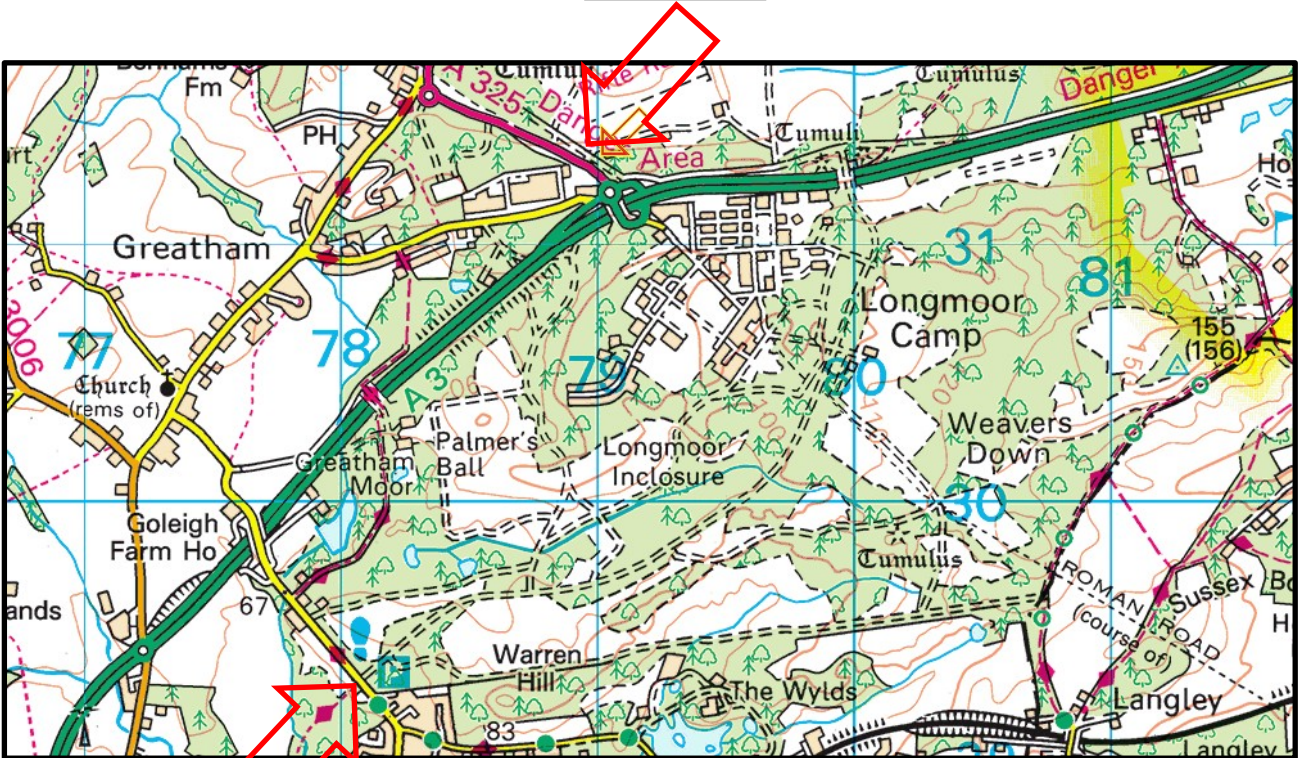 Fm
PH
A 325
Tumulus
Danger
Area
Tumuli
Tumulus
Danger
Ho
Greatham
31
81
Longmoor
Camp
155
(156)
3006
77
78
79
80
Church
(rems of)
A 3
Palmer's
Ball
Longmoor
Inclosure
Weavers
Down
Greatham
Moor
30
Goleigh
Farm Ho
Tumulus
67
ands
ROMAN ROAD
(course of)
Sussex Bo
H
Warren
Hill
The Wylds
Langley
83
Langley